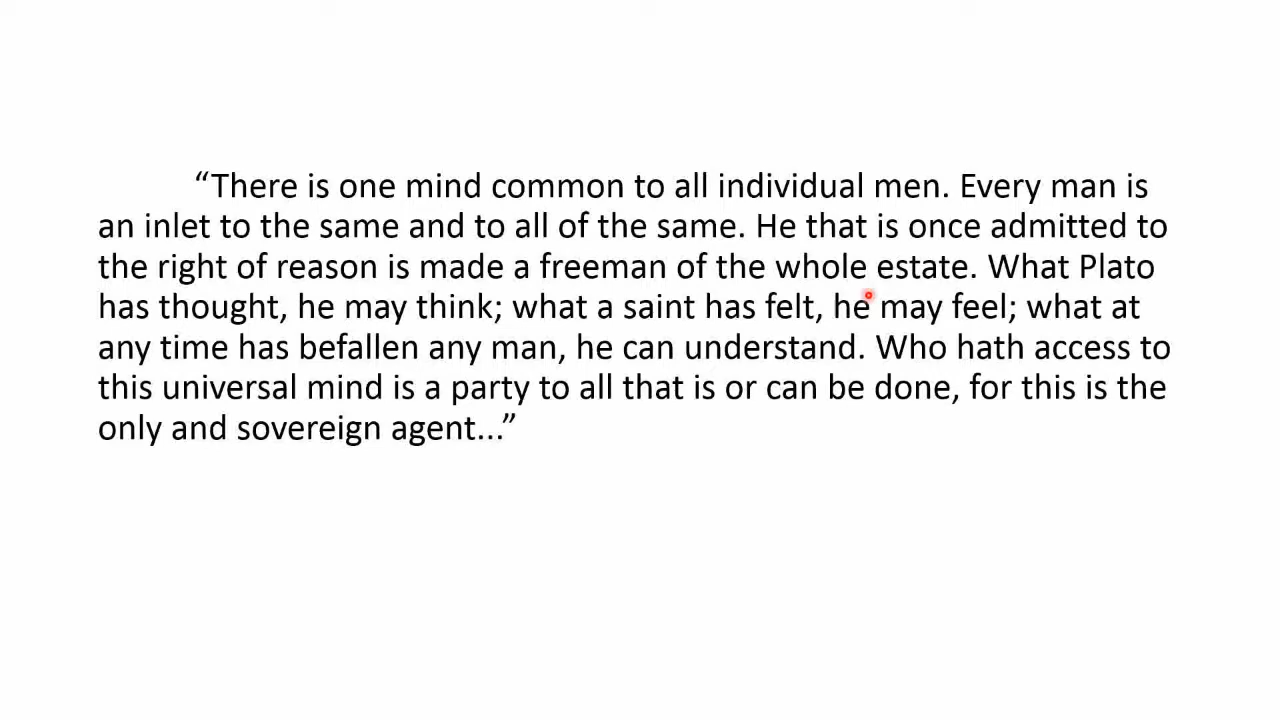 “There is one mind common to all individual men. Every man is
an inlet to the same and to all of the same. He that is once admitted to
the right of reason is made a freeman of the whole estate. What Plato
has thought, he may think; what a saint has felt, he may feel; what at
any time has befallen any man, he can understand. Who hath access to
this universal mind is a party to all that is or can be done, for this is the
only and sovereign agent...”